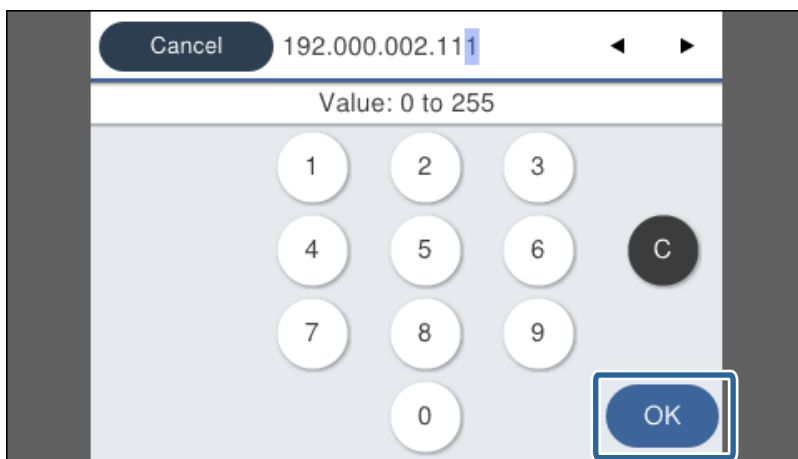 Cancel 192.000.002.111 ◄ ►
Value: 0 to 255
1 2 3
4 5 6 C
7 8 9
0 OK